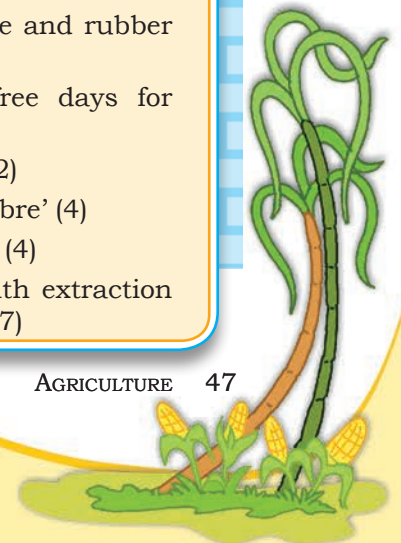 e and rubber
ree days for
2)
bre’ (4)
(4)
th extraction
7)
AGRICULTURE 47